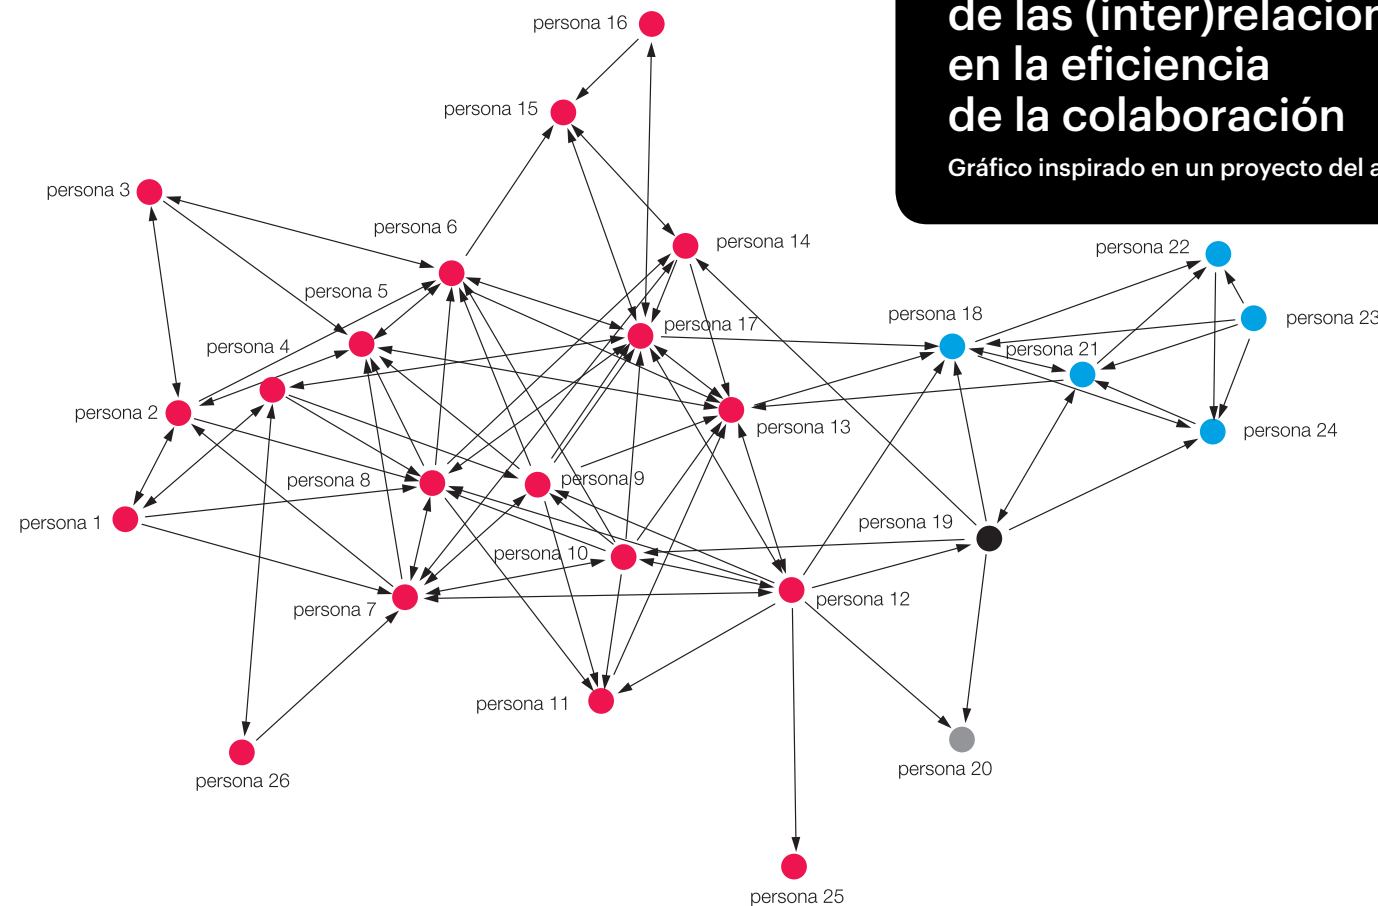 de las (inter)relacion
en la eficiencia
de la colaboración
Gráfico inspirado en un proyecto del a
persona 16
persona 15
persona 3
persona 6
persona 14
persona 22
persona 5
persona 18
persona 23
persona 17
persona 4
persona 21
persona 2
persona 13
persona 24
persona 8
persona 9
persona 1
persona 19
persona 10
persona 7
persona 12
persona 11
persona 20
persona 26
persona 25